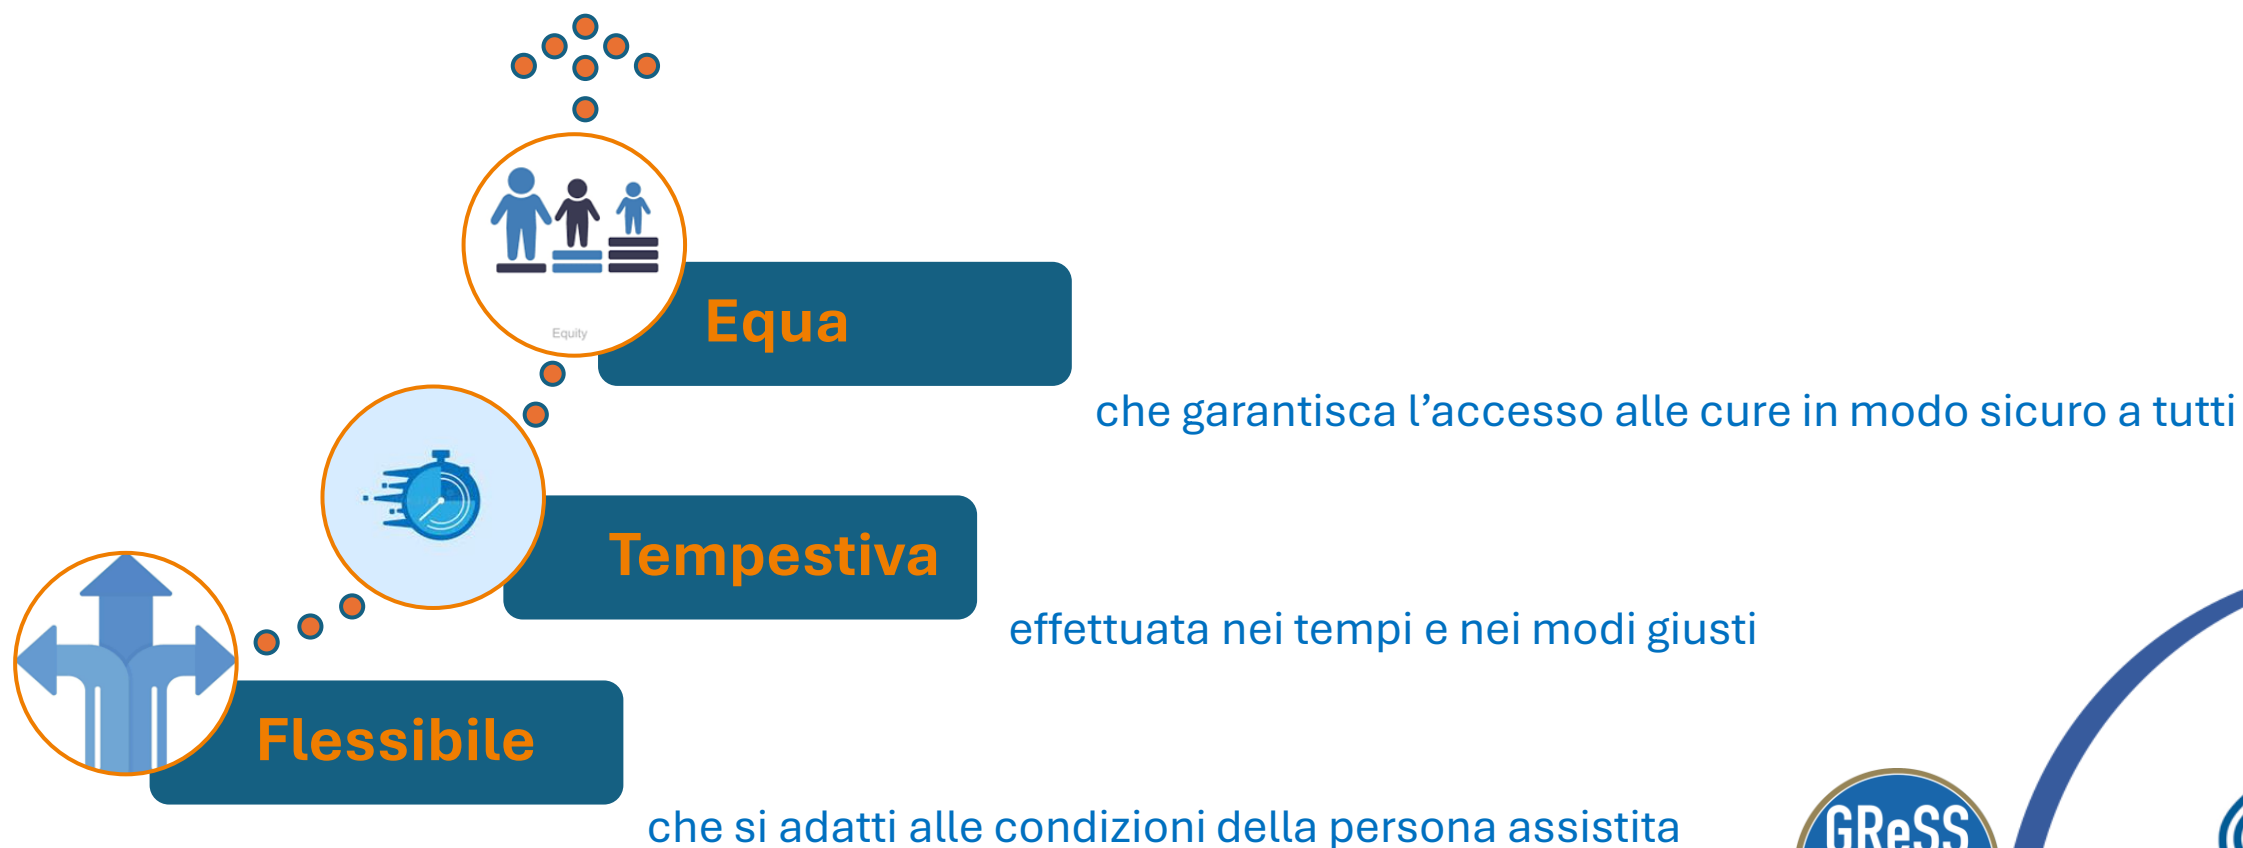 Equity
Equa
che garantisca l’accesso alle cure in modo sicuro a tutti
Tempestiva
effettuata nei tempi e nei modi giusti
Flessibile
che si adatti alle condizioni della persona assistita
GReSS